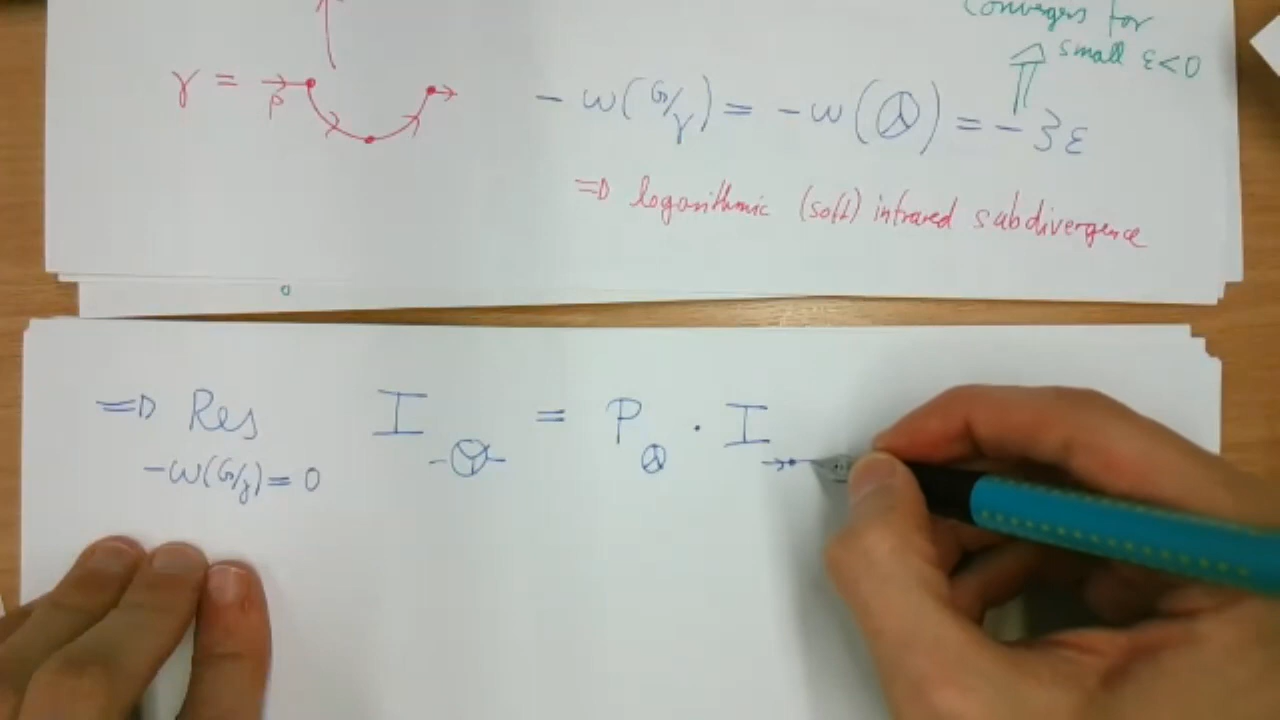 Converges for
small ε<0
γ =
p
- ω(G/γ) = - ω( ) = - 3ε
⇒ logarithmic (soft) infrared subdivergence
⇒ Res I = P · I
-ω(G/γ) = 0